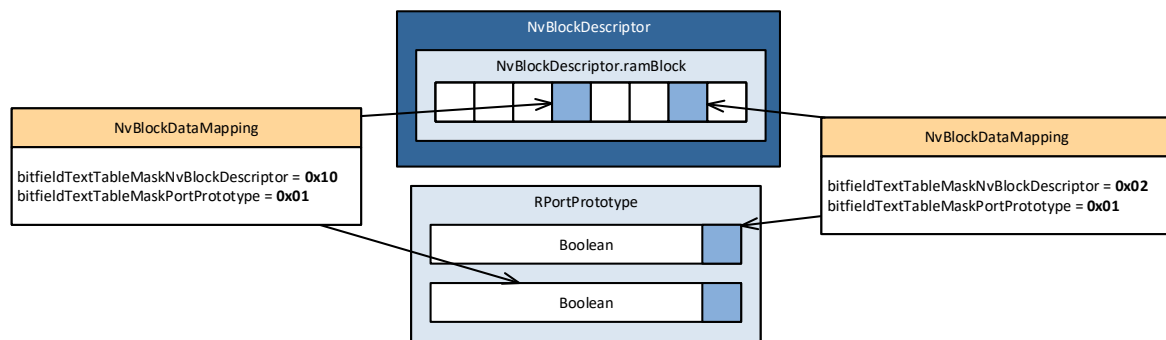 NvBlockDescriptor
NvBlockDescriptor.ramBlock
NvBlockDataMapping
bitfieldTextTableMaskNvBlockDescriptor = 0x10
bitfieldTextTableMaskPortPrototype = 0x01
NvBlockDataMapping
bitfieldTextTableMaskNvBlockDescriptor = 0x02
bitfieldTextTableMaskPortPrototype = 0x01
RPortPrototype
Boolean
Boolean